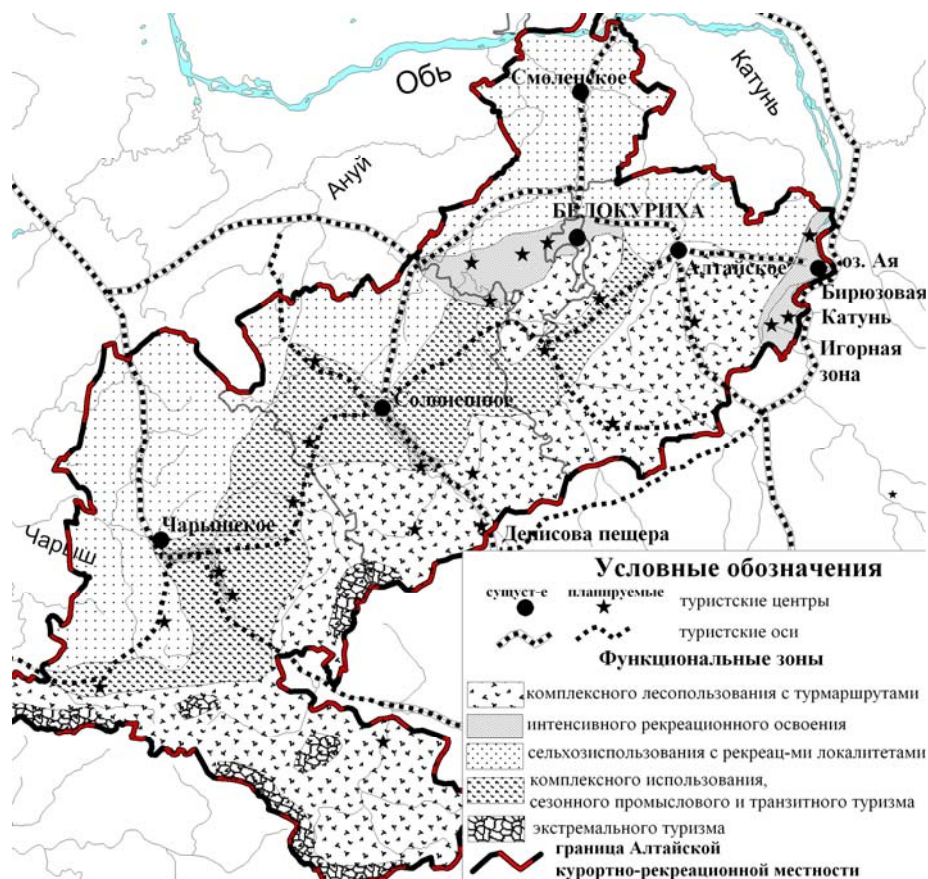 Смоленское
Обь
Катунь
Ануй
БЕЛОКУРИХА
Алтайское
оз. Ая
Бирюзовая
Катунь
Игорная
зона
Солонешное
Чарышское
Чарыш
Денисова пещера
Условные обозначения
сущуст-е планируемые
туристские центры
туристские оси
Функциональные зоны
комплексного лесопользования с турмаршрутами
интенсивного рекреационного освоения
сельхозиспользования с рекреац-ми локалитетами
комплексного использования,
сезонного промыслового и транзитного туризма
экстремального туризма
граница Алтайской
курортно-рекреационной местности